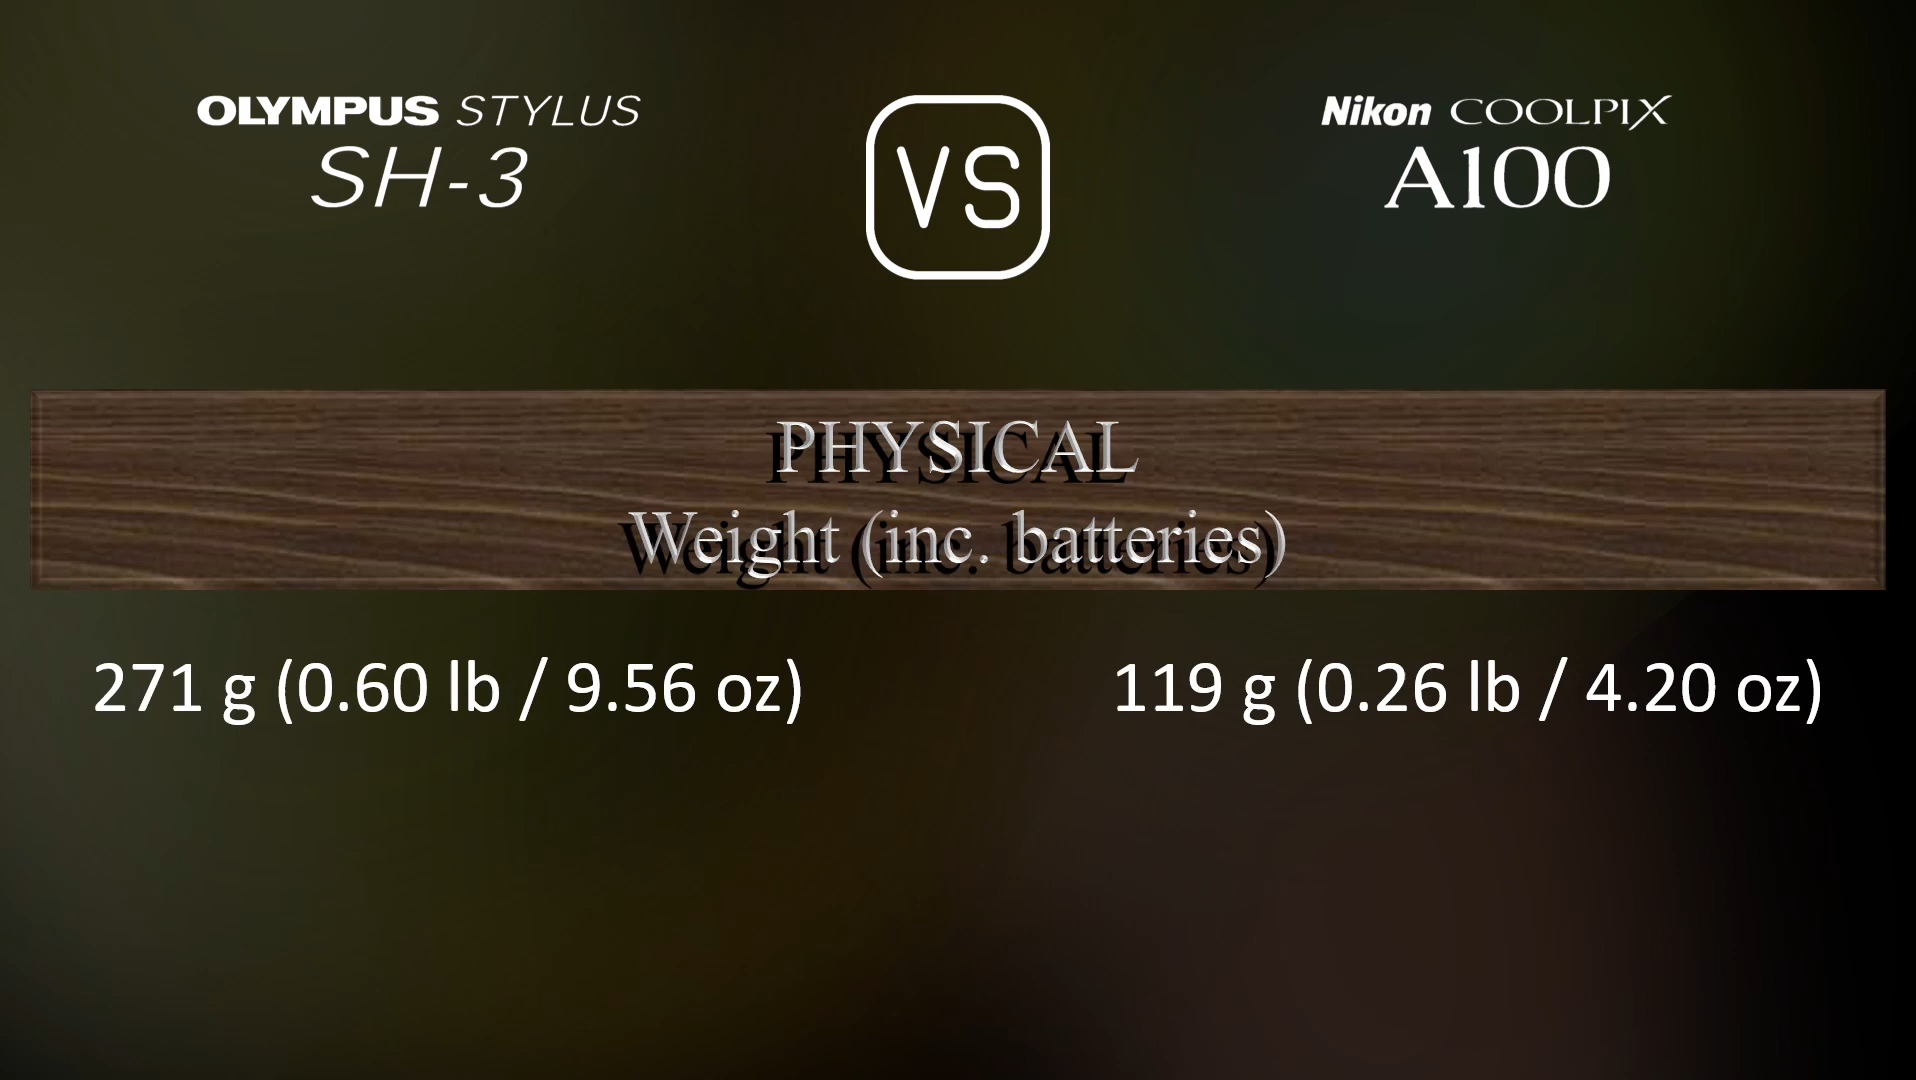 OLYMPUS STYLUS
SH-3
VS
Nikon COOLPIX
A100
PHYSICAL
Weight (inc. batteries)
271 g (0.60 lb / 9.56 oz)
119 g (0.26 lb / 4.20 oz)